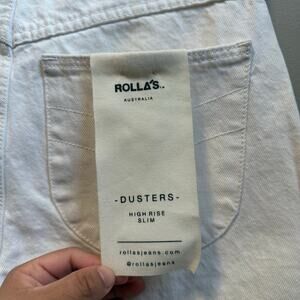 ROLLA'S.
AUSTRALIA
-DUSTERS-
HIGH RISE
SLIM
rollasjeans.com
@rollasjeans